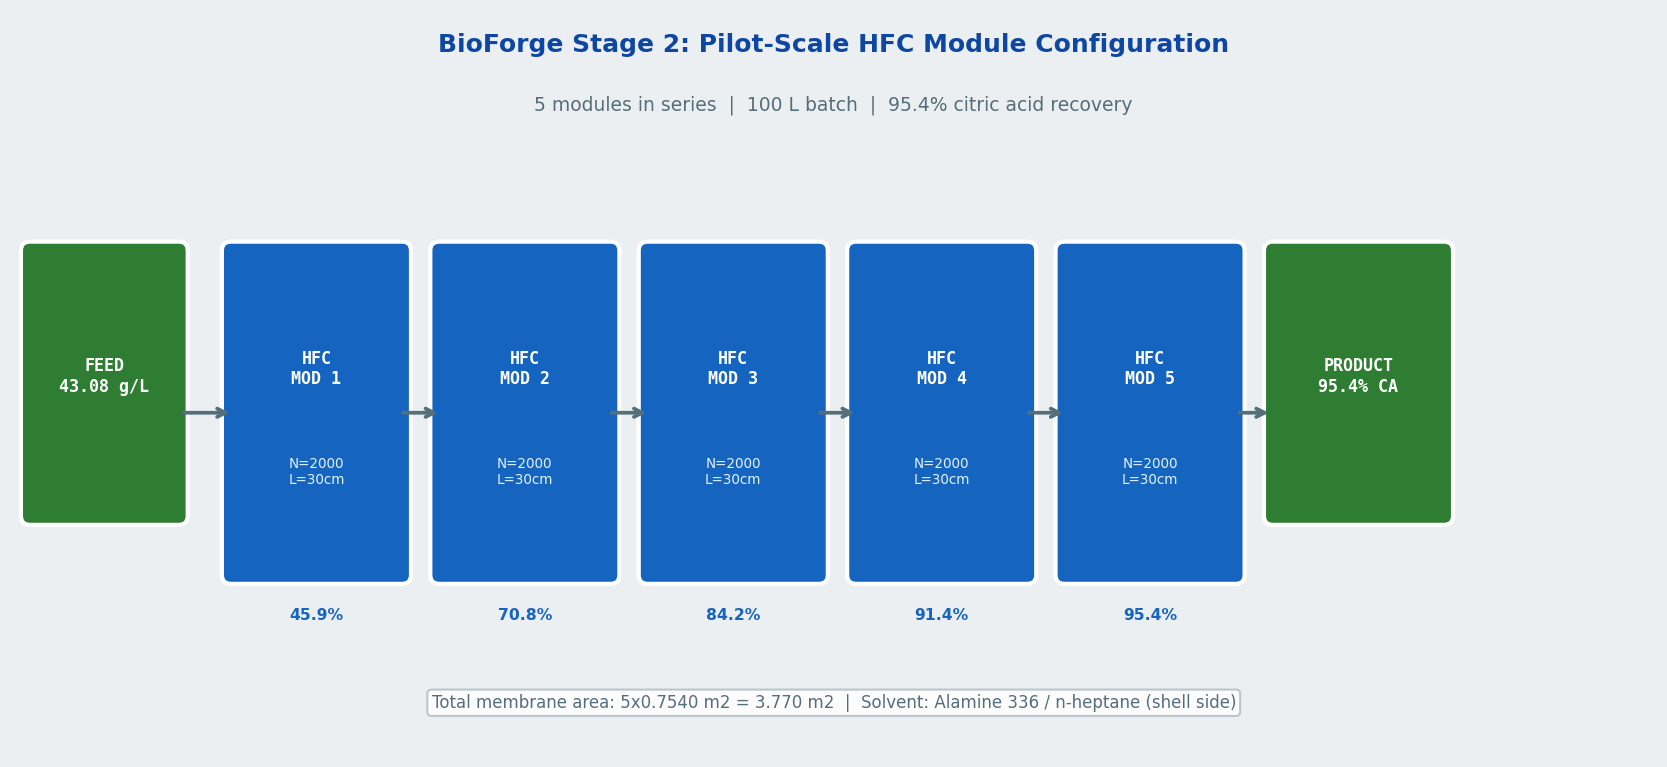 BioForge Stage 2: Pilot-Scale HFC Module Configuration
5 modules in series | 100 L batch | 95.4% citric acid recovery
FEED
43.08 g/L
HFC
MOD 1
N=2000
L=30cm
45.9%
HFC
MOD 2
N=2000
L=30cm
70.8%
HFC
MOD 3
N=2000
L=30cm
84.2%
HFC
MOD 4
N=2000
L=30cm
91.4%
HFC
MOD 5
N=2000
L=30cm
95.4%
PRODUCT
95.4% CA
Total membrane area: 5x0.7540 m2 = 3.770 m2 | Solvent: Alamine 336 / n-heptane (shell side)